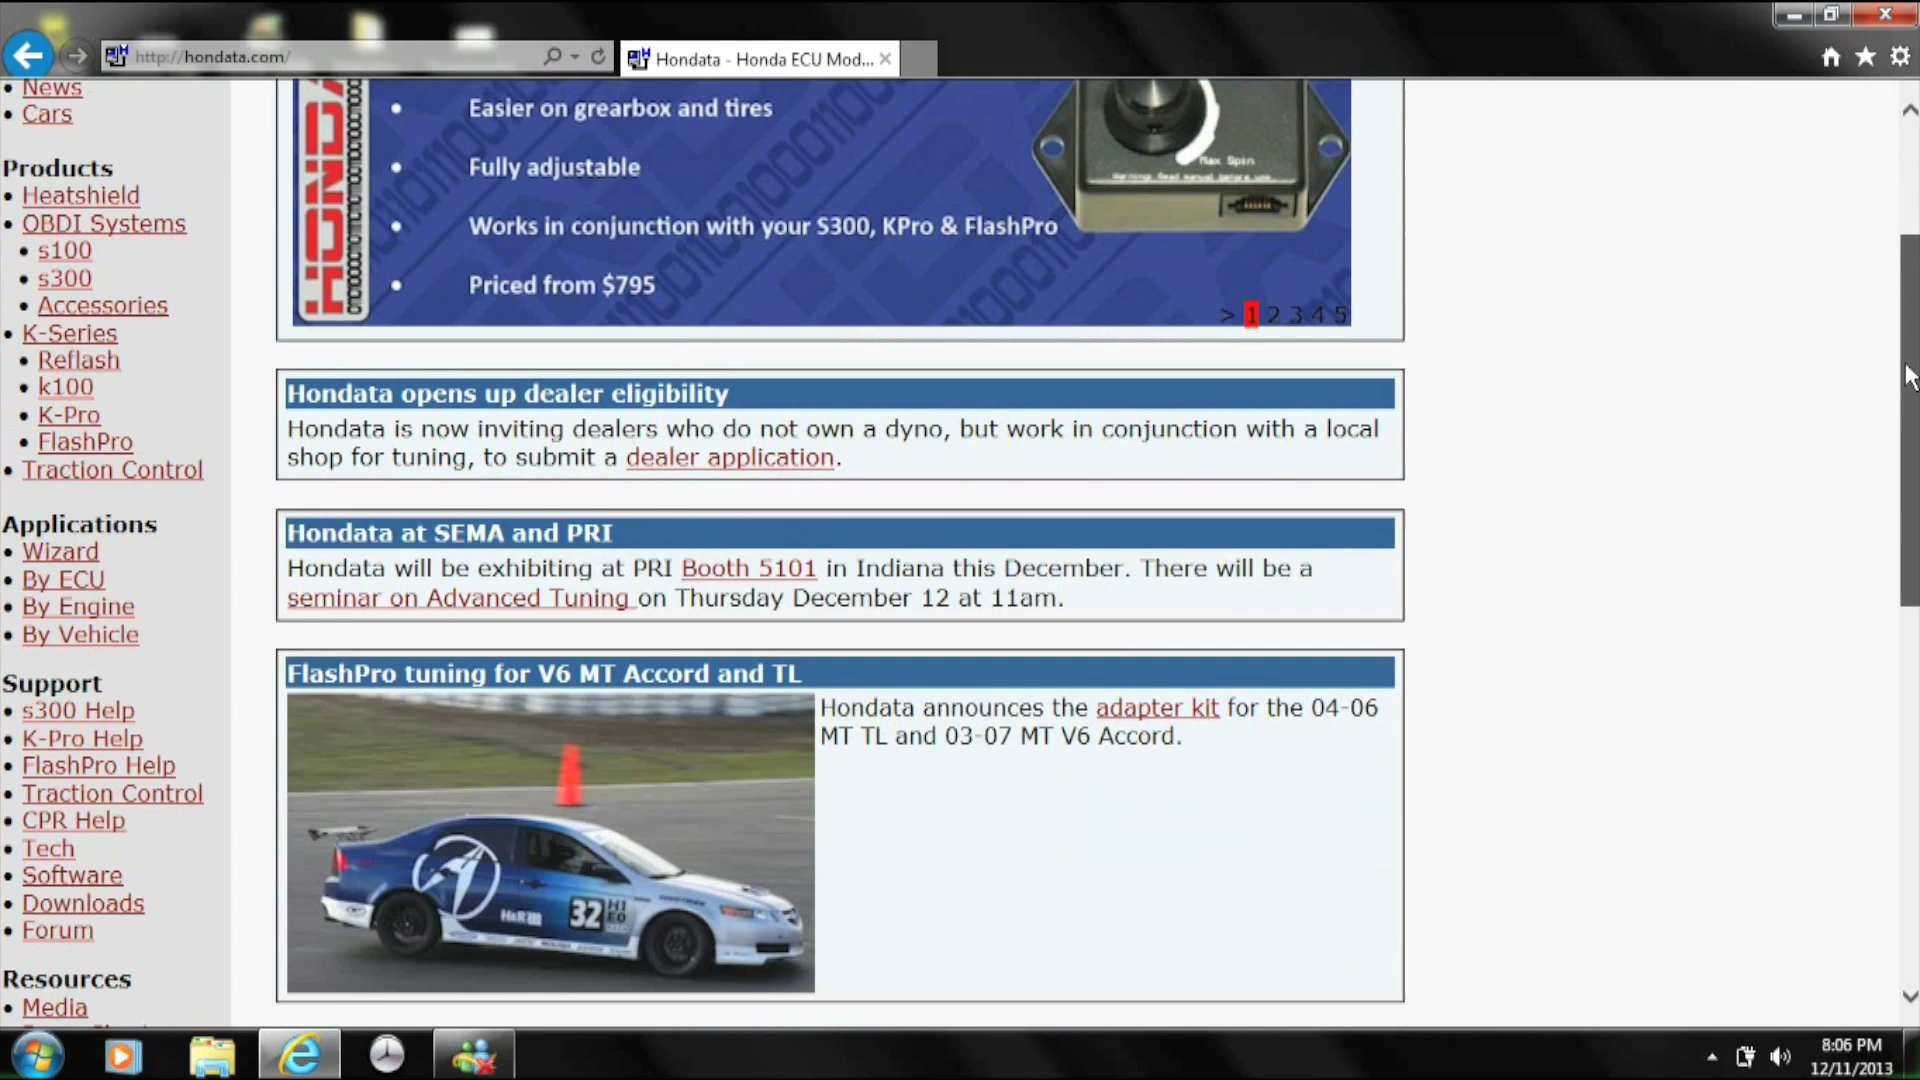 http://hondata.com/
Hondata - Honda ECU Mod...
News
Cars
Products
Heatshield
OBDI Systems
s100
s300
Accessories
K-Series
Reflash
k100
K-Pro
FlashPro
Traction Control
Applications
Wizard
By ECU
By Engine
By Vehicle
Support
s300 Help
K-Pro Help
FlashPro Help
Traction Control
CPR Help
Tech
Software
Downloads
Forum
Resources
Media
HONDA
• Easier on gearbox and tires
• Fully adjustable
• Works in conjunction with your S300, KPro & FlashPro
• Priced from $795
Max Spin
Warning: Read manual before use
> 1 2 3 4 5
Hondata opens up dealer eligibility
Hondata is now inviting dealers who do not own a dyno, but work in conjunction with a local
shop for tuning, to submit a dealer application.
Hondata at SEMA and PRI
Hondata will be exhibiting at PRI Booth 5101 in Indiana this December. There will be a
seminar on Advanced Tuning on Thursday December 12 at 11am.
FlashPro tuning for V6 MT Accord and TL
Hondata announces the adapter kit for the 04-06
MT TL and 03-07 MT V6 Accord.
H&R
32
8:06 PM
12/11/2013